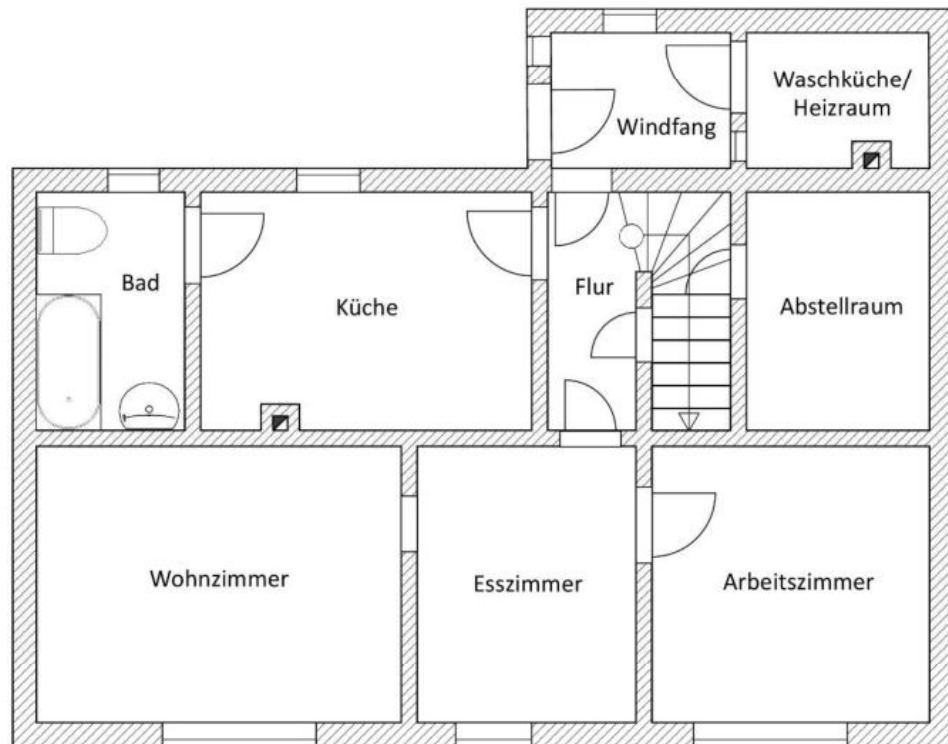 Waschküche/
Heizraum
Windfang
Bad
Küche
Flur
Abstellraum
Wohnzimmer
Esszimmer
Arbeitszimmer